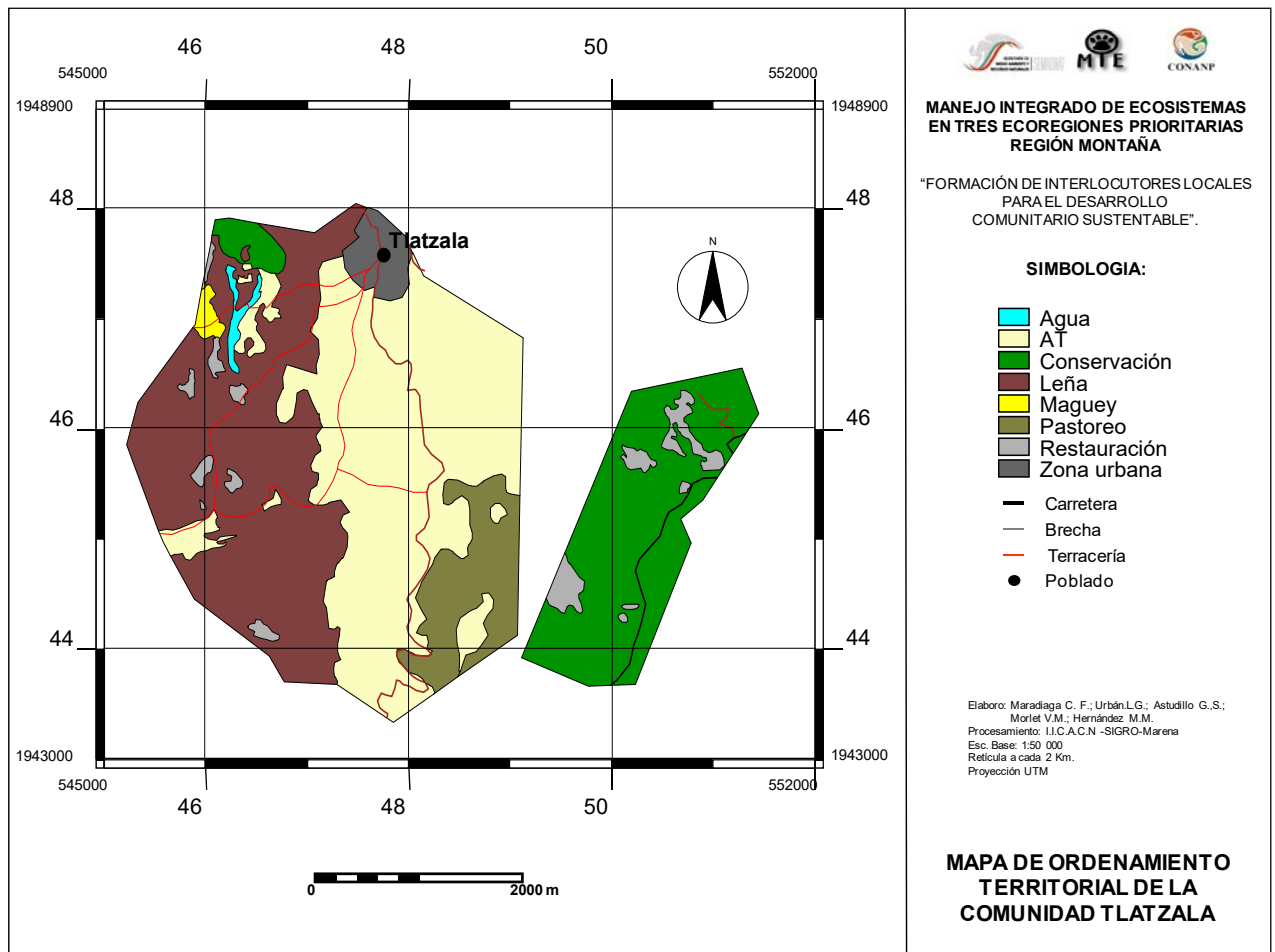 46
48
50
545000
552000
1948900
1948900
48
48
Tlatzala
N
46
46
44
44
1943000
1943000
545000
552000
46
48
50
0
2000 m
MTE
CONANP
MANEJO INTEGRADO DE ECOSISTEMAS
EN TRES ECOREGIONES PRIORITARIAS
REGIÓN MONTAÑA
“FORMACIÓN DE INTERLOCUTORES LOCALES
PARA EL DESARROLLO
COMUNITARIO SUSTENTABLE”.
SIMBOLOGIA:
Agua
AT
Conservación
Leña
Maguey
Pastoreo
Restauración
Zona urbana
Carretera
Brecha
Terracería
Poblado
Elaboro: Maradiaga C. F.; Urbán.L.G.; Astudillo G.,S.;
Morlet V.M.; Hernández M.M.
Procesamiento: I.I.C.A.C.N -SIGRO-Marena
Esc. Base: 1:50 000
Retícula a cada 2 Km.
Proyección UTM
MAPA DE ORDENAMIENTO
TERRITORIAL DE LA
COMUNIDAD TLATZALA